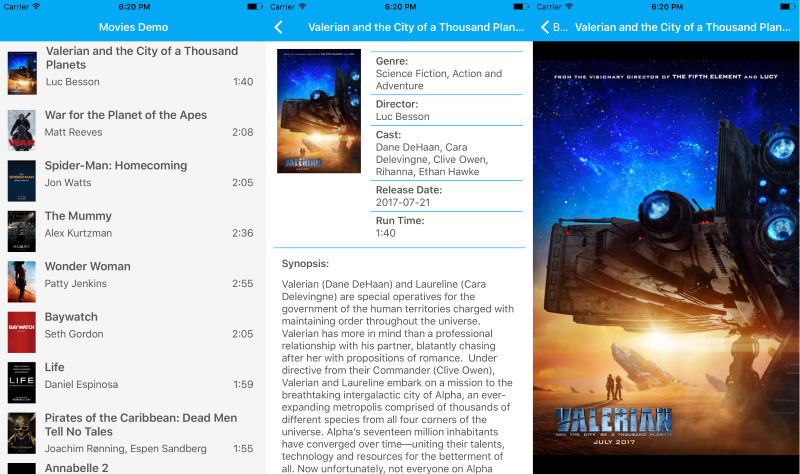 Carrier 6:20 PM
Movies Demo
Valerian and the City of a Thousand
Planets
Luc Besson 1:40
War for the Planet of the Apes
Matt Reeves 2:08
WAR
Spider-Man: Homecoming
Jon Watts 2:05
The Mummy
Alex Kurtzman 2:36
Wonder Woman
Patty Jenkins 2:55
Baywatch
Seth Gordon 2:05
BAYWATCH
Life
Daniel Espinosa 1:59
LIFE
Pirates of the Caribbean: Dead Men
Tell No Tales
Joachim Rønning, Espen Sandberg 1:55
Annabelle 2
Carrier 6:20 PM
Valerian and the City of a Thousand Plan...
VALERIAN
Genre:
Science Fiction, Action and
Adventure
Director:
Luc Besson
Cast:
Dane DeHaan, Cara
Delevingne, Clive Owen,
Rihanna, Ethan Hawke
Release Date:
2017-07-21
Run Time:
1:40
Synopsis:
Valerian (Dane DeHaan) and Laureline (Cara
Delevingne) are special operatives for the
government of the human territories charged with
maintaining order throughout the universe.
Valerian has more in mind than a professional
relationship with his partner, blatantly chasing
after her with propositions of romance. Under
directive from their Commander (Clive Owen),
Valerian and Laureline embark on a mission to the
breathtaking intergalactic city of Alpha, an ever-
expanding metropolis comprised of thousands of
different species from all four corners of the
universe. Alpha's seventeen million inhabitants
have converged over time—uniting their talents,
technology and resources for the betterment of
all. Now unfortunately, not everyone on Alpha
Carrier 6:20 PM
B... Valerian and the City of a Thousand Plan...
FROM THE VISIONARY DIRECTOR OF THE FIFTH ELEMENT AND LUCY
VALERIAN
AND THE CITY OF A THOUSAND PLANETS
JULY 2017